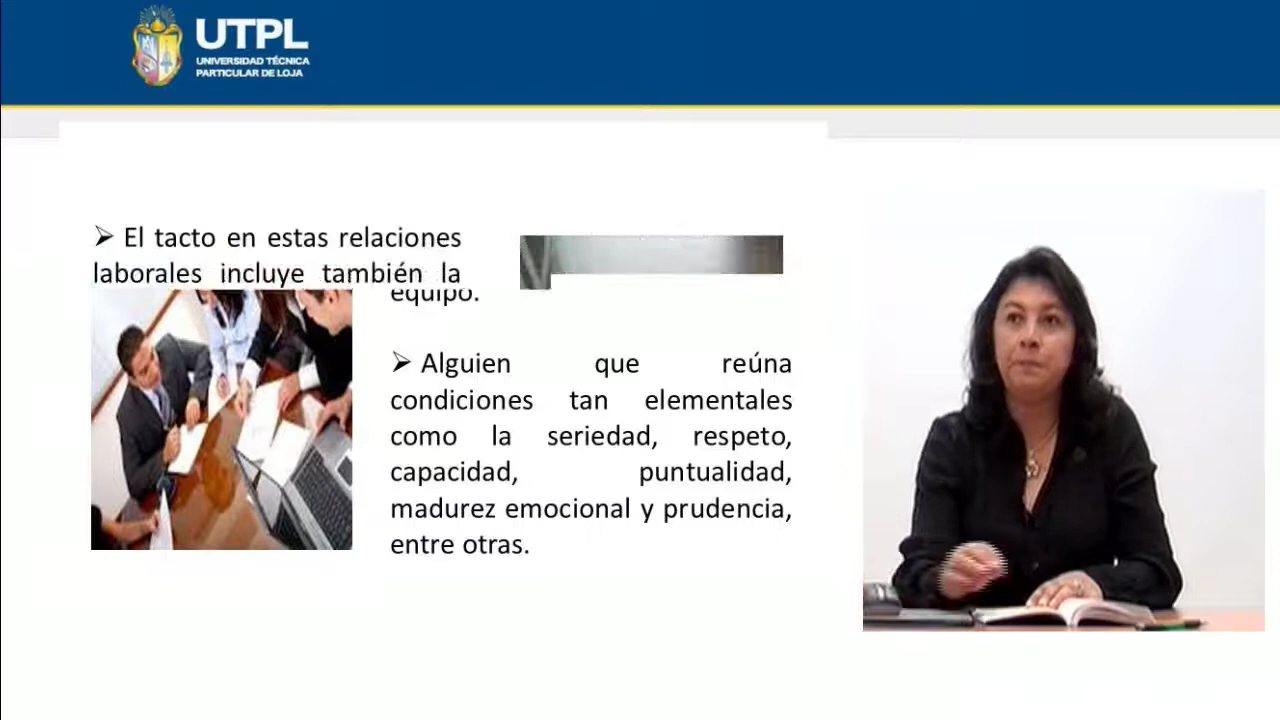 UTPL
UNIVERSIDAD TÉCNICA
PARTICULAR DE LOJA
➢ El tacto en estas relaciones
laborales incluye también la
equipo.
➢ Alguien que reúna
condiciones tan elementales
como la seriedad, respeto,
capacidad, puntualidad,
madurez emocional y prudencia,
entre otras.